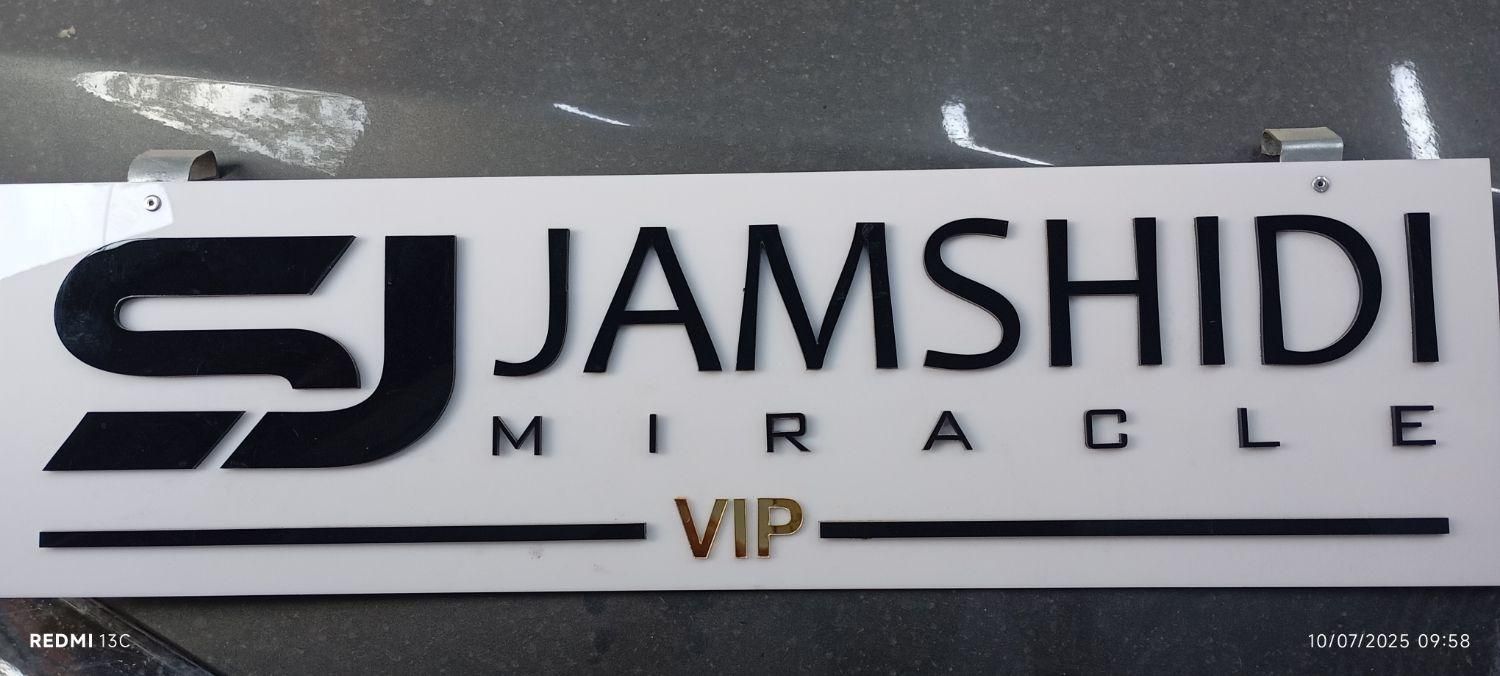 SJ JAMSHIDI
MIRACLE
VIP
REDMI 13C
10/07/2025 09:58